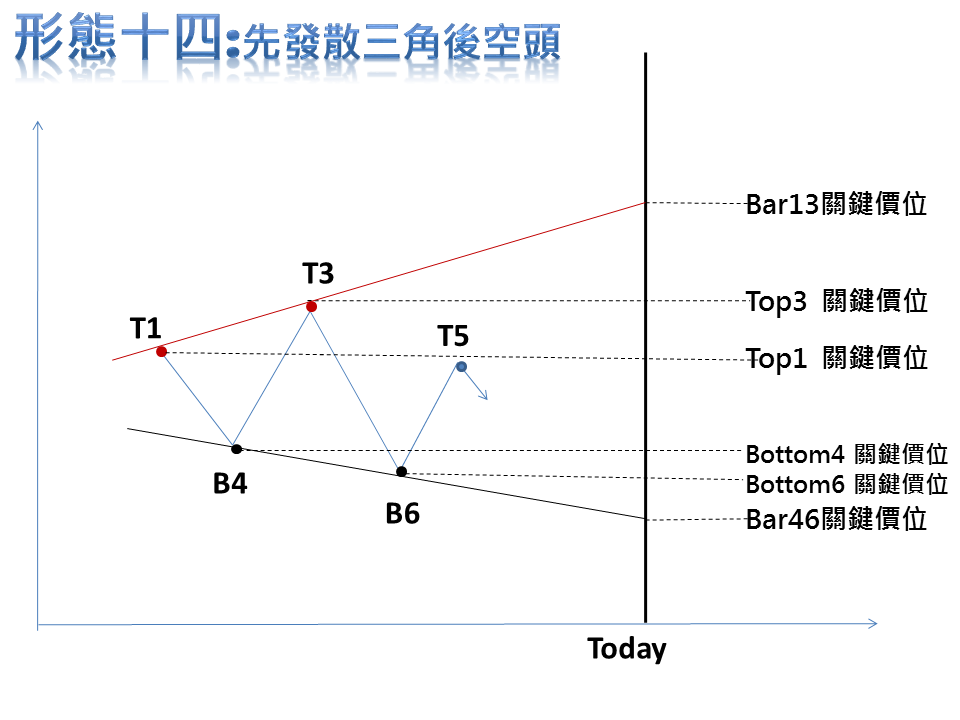 形態十四:先發散三角後空頭
Bar13關鍵價位
T3
Top3 關鍵價位
T1
T5
Top1 關鍵價位
Bottom4 關鍵價位
B4
Bottom6 關鍵價位
B6
Bar46關鍵價位
Today